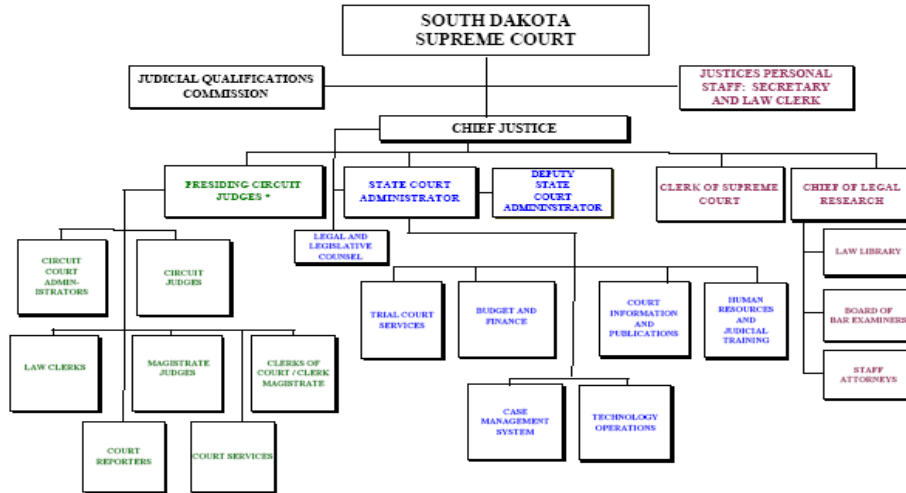 SOUTH DAKOTA
SUPREME COURT
JUDICIAL QUALIFICATIONS
COMMISSION
JUSTICES PERSONAL
STAFF: SECRETARY
AND LAW CLERK
CHIEF JUSTICE
PRESIDING CIRCUIT
JUDGES *
STATE COURT
ADMINISTRATOR
DEPUTY
STATE
COURT
ADMININSTRATOR
CLERK OF SUPREME
COURT
CHIEF OF LEGAL
RESEARCH
LEGAL AND
LEGISLATIVE
COUNSEL
CIRCUIT
COURT
ADMIN-
ISTRATORS
CIRCUIT
JUDGES
LAW LIBRARY
TRIAL COURT
SERVICES
BUDGET AND
FINANCE
COURT
INFORMATION
AND
PUBLICATIONS
HUMAN
RESOURCES
AND
JUDICIAL
TRAINING
BOARD OF
BAR EXAMINERS
LAW CLERKS
MAGISTRATE
JUDGES
CLERKS OF
COURT / CLERK
MAGISTRATE
STAFF
ATTORNEYS
CASE
MANAGEMENT
SYSTEM
TECHNOLOGY
OPERATIONS
COURT
REPORTERS
COURT SERVICES